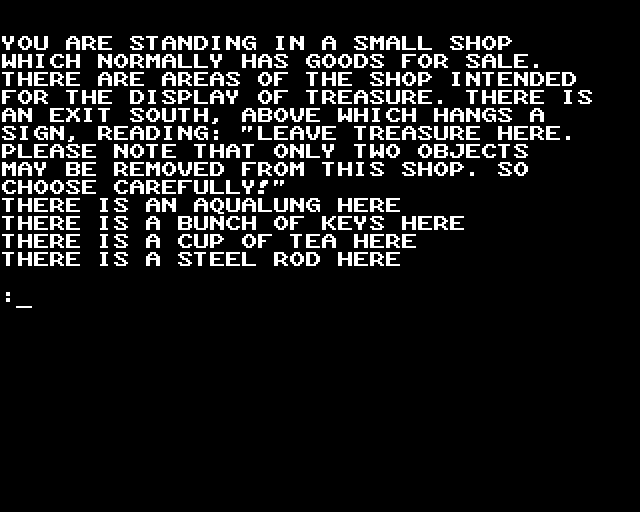 YOU ARE STANDING IN A SMALL SHOP
WHICH NORMALLY HAS GOODS FOR SALE.
THERE ARE AREAS OF THE SHOP INTENDED
FOR THE DISPLAY OF TREASURE. THERE IS
AN EXIT SOUTH, ABOVE WHICH HANGS A
SIGN, READING: "LEAVE TREASURE HERE.
PLEASE NOTE THAT ONLY TWO OBJECTS
MAY BE REMOVED FROM THIS SHOP. SO
CHOOSE CAREFULLY!"
THERE IS AN AQUALUNG HERE
THERE IS A BUNCH OF KEYS HERE
THERE IS A CUP OF TEA HERE
THERE IS A STEEL ROD HERE
:_